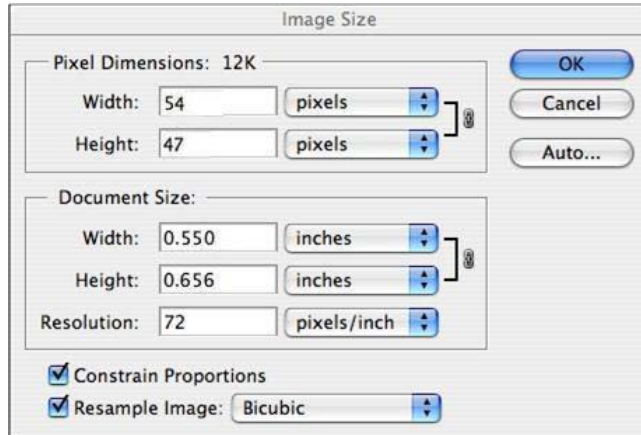 Image Size
Pixel Dimensions: 12K
OK
Width: 54 pixels
Cancel
Height: 47 pixels
Auto...
Document Size:
Width: 0.550 inches
Height: 0.656 inches
Resolution: 72 pixels/inch
Constrain Proportions
Resample Image: Bicubic